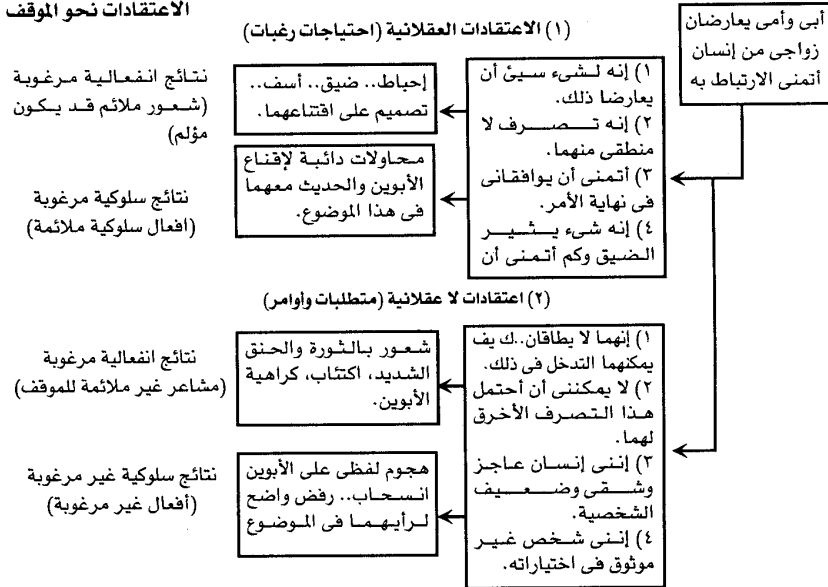 الاعتقادات نحو الموقف
أبى وأمى يعارضان
زواجى من إنسان
أتمنى الارتباط به
(١) الاعتقادات العقلانية (احتياجات رغبات)
١) إنه لشىء سيئ أن
يعارضا ذلك.
٢) إنه تصرف لا
منطقى منهما.
٣) أتمنى أن يوافقانى
فى نهاية الأمر.
٤) إنه شىء يثير
الضيق وكم أتمنى أن
إحباط.. ضيق.. أسف..
تصميم على اقتناعهما.
نتائج انفعالية مرغوبة
(شعور ملائم قد يكون
مؤلم)
محاولات دائبة لإقناع
الأبوين والحديث معهما
فى هذا الموضوع.
نتائج سلوكية مرغوبة
(افعال سلوكية ملائمة)
(٢) اعتقادات لا عقلانية (متطلبات وأوامر)
١) إنهما لا يطاقان..ك يف
يمكنهما التدخل فى ذلك.
٢) لا يمكننى أن أحتمل
هذا التصرف الأخرق
لهما.
٣) إننى إنسان عاجز
وشقى وضعيف
الشخصية.
٤) إننى شخص غير
موثوق فى اختياراته.
شعور بالثورة والحنق
الشديد، اكتئاب، كراهية
الأبوين.
نتائج انفعالية مرغوبة
(مشاعر غير ملائمة للموقف)
هجوم لفظى على الأبوين
انسحاب.. رفض واضح
لرأيهما فى الموضوع
نتائج سلوكية غير مرغوبة
(أفعال غير مرغوبة)